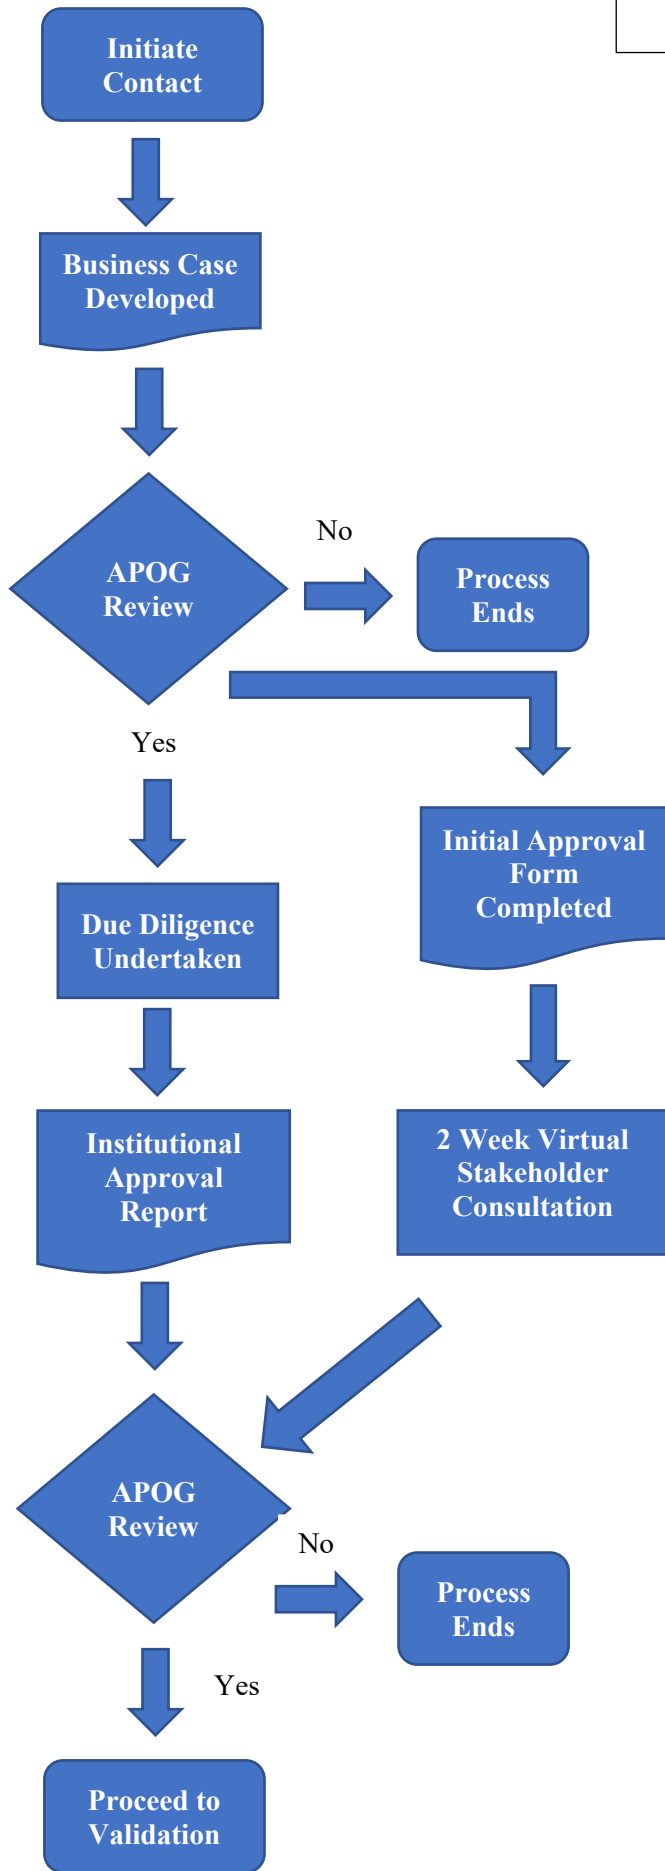 Initiate
Contact
Business Case
Developed
APOG
Review
No
Process
Ends
Yes
Due Diligence
Undertaken
Initial Approval
Form
Completed
Institutional
Approval
Report
2 Week Virtual
Stakeholder
Consultation
APOG
Review
No
Process
Ends
Yes
Proceed to
Validation